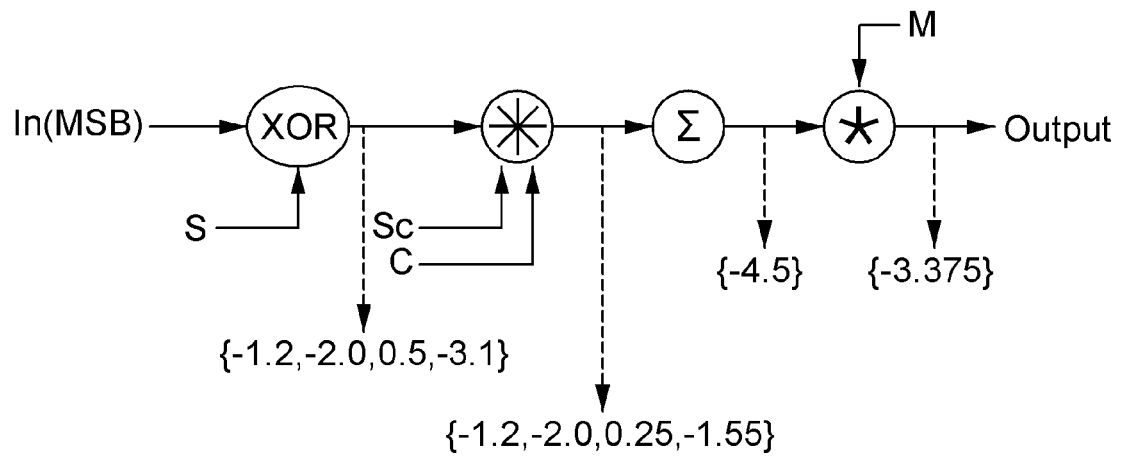 M
In(MSB)
XOR
Σ
Output
S
Sc
C
{-4.5}
{-3.375}
{-1.2,-2.0,0.5,-3.1}
{-1.2,-2.0,0.25,-1.55}